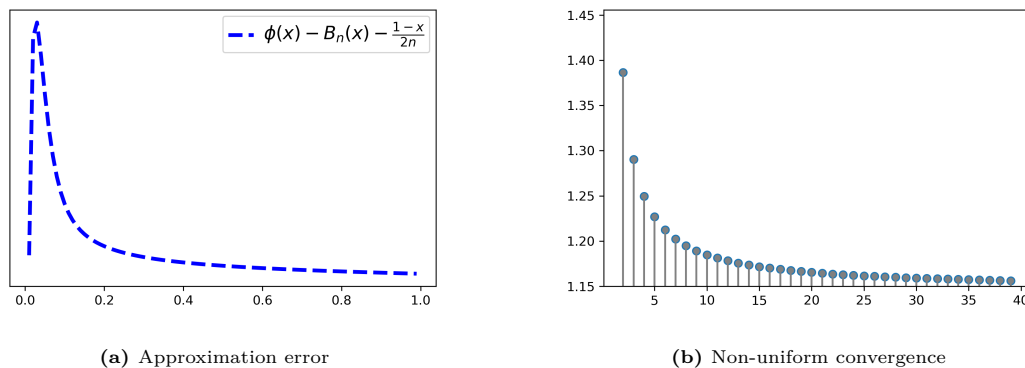 ϕ(x) − Bₙ(x) − (1−x)/(2n)
0.0 0.2 0.4 0.6 0.8 1.0
(a) Approximation error
1.45
1.40
1.35
1.30
1.25
1.20
1.15
5 10 15 20 25 30 35 40
(b) Non-uniform convergence